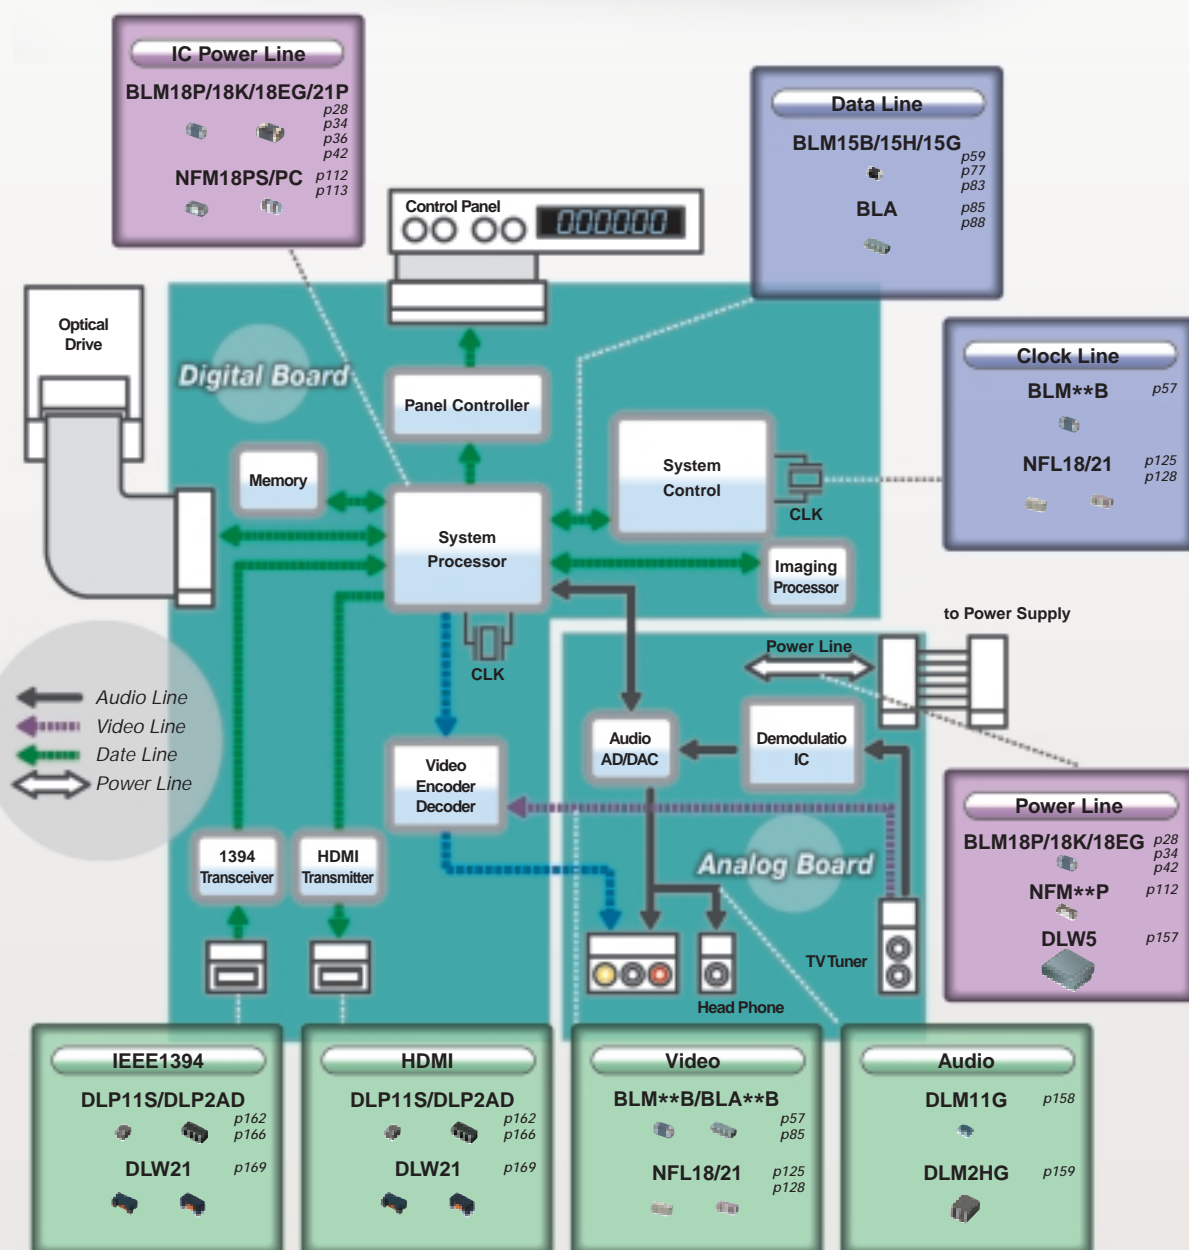 IC Power Line
BLM18P/18K/18EG/21P
p28
p34
p36
p42
NFM18PS/PC
p112
p113
Data Line
BLM15B/15H/15G
p59
p77
p83
BLA
p85
p88
Control Panel
000000
Optical
Drive
Digital Board
Panel Controller
Clock Line
BLM**B
p57
NFL18/21
p125
p128
Memory
System
Control
CLK
System
Processor
Imaging
Processor
CLK
to Power Supply
Power Line
Audio Line
Video Line
Date Line
Power Line
Audio
AD/DAC
Demodulatio
IC
Video
Encoder
Decoder
Power Line
BLM18P/18K/18EG
p28
p34
p42
NFM**P
p112
DLW5
p157
1394
Transceiver
HDMI
Transmitter
Analog Board
TV Tuner
Head Phone
IEEE1394
DLP11S/DLP2AD
p162
p166
DLW21
p169
HDMI
DLP11S/DLP2AD
p162
p166
DLW21
p169
Video
BLM**B/BLA**B
p57
p85
NFL18/21
p125
p128
Audio
DLM11G
p158
DLM2HG
p159